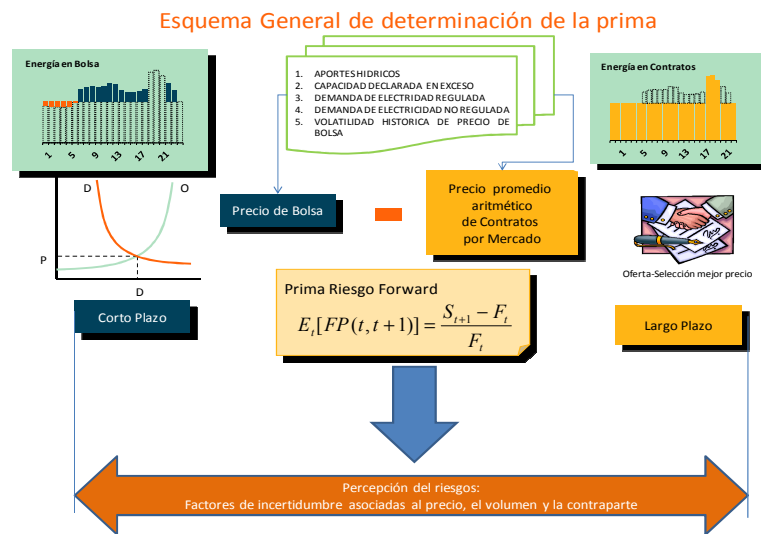 Esquema General de determinación de la prima
Energía en Bolsa
1 5 9 13 17 21
1. APORTES HIDRICOS
2. CAPACIDAD DECLARADA EN EXCESO
3. DEMANDA DE ELECTRIDAD REGULADA
4. DEMANDA DE ELECTRICIDAD NO REGULADA
5. VOLATILIDAD HISTORICA DE PRECIO DE
BOLSA
Energía en Contratos
1 5 9 13 17 21
D O
P
D
Precio de Bolsa
Precio promedio
aritmético
de Contratos
por Mercado
Oferta-Selección mejor precio
Corto Plazo
Prima Riesgo Forward
E_t[FP(t,t+1)] = (S_{t+1} − F_t) / F_t
Largo Plazo
Percepción del riesgos:
Factores de incertidumbre asociadas al precio, el volumen y la contraparte